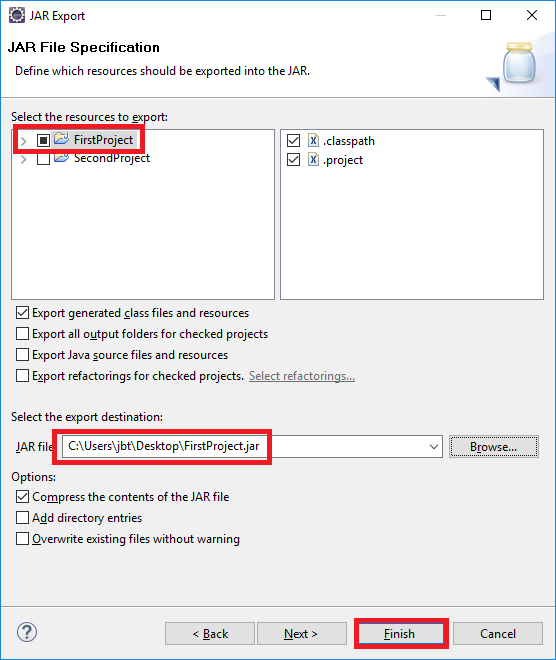 JAR Export
JAR File Specification
Define which resources should be exported into the JAR.
Select the resources to export:
FirstProject
SecondProject
.classpath
.project
Export generated class files and resources
Export all output folders for checked projects
Export Java source files and resources
Export refactorings for checked projects. Select refactorings...
Select the export destination:
JAR file C:\Users\jbt\Desktop\FirstProject.jar Browse...
Options:
Compress the contents of the JAR file
Add directory entries
Overwrite existing files without warning
? < Back Next > Finish Cancel